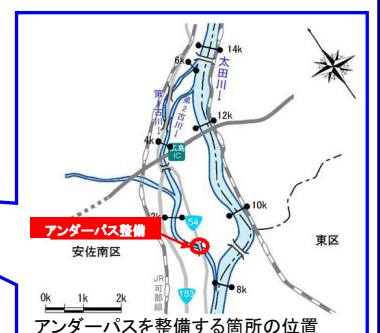 14k
6k
太田川→
第1古川→
第2古川→
12k
4k
広島
IC
10k
2k
54
アンダーパス整備
東区
安佐南区
JR可部線
8k
183
0k 1k 2k
アンダーパスを整備する箇所の位置